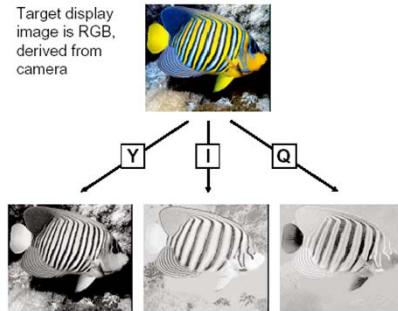 Target display
image is RGB,
derived from
camera
Y
I
Q